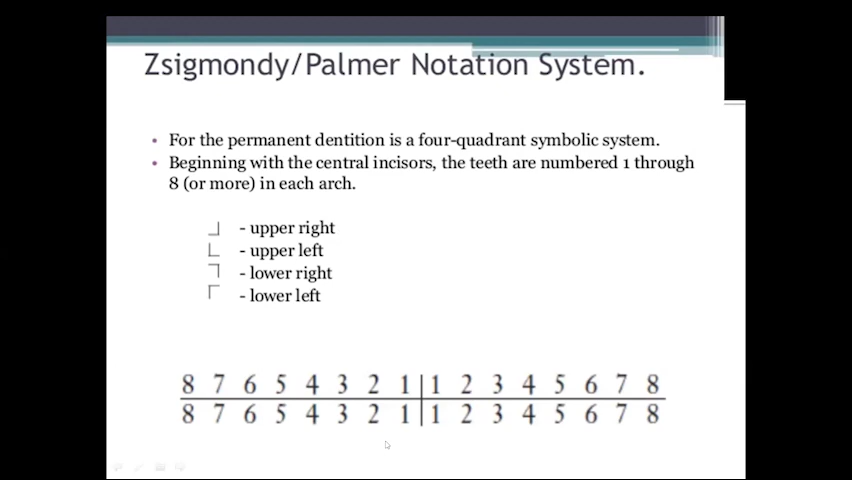 Zsigmondy/Palmer Notation System.
• For the permanent dentition is a four-quadrant symbolic system.
• Beginning with the central incisors, the teeth are numbered 1 through
8 (or more) in each arch.
┘ - upper right
└ - upper left
┐ - lower right
┌ - lower left
8 7 6 5 4 3 2 1 | 1 2 3 4 5 6 7 8
8 7 6 5 4 3 2 1 | 1 2 3 4 5 6 7 8